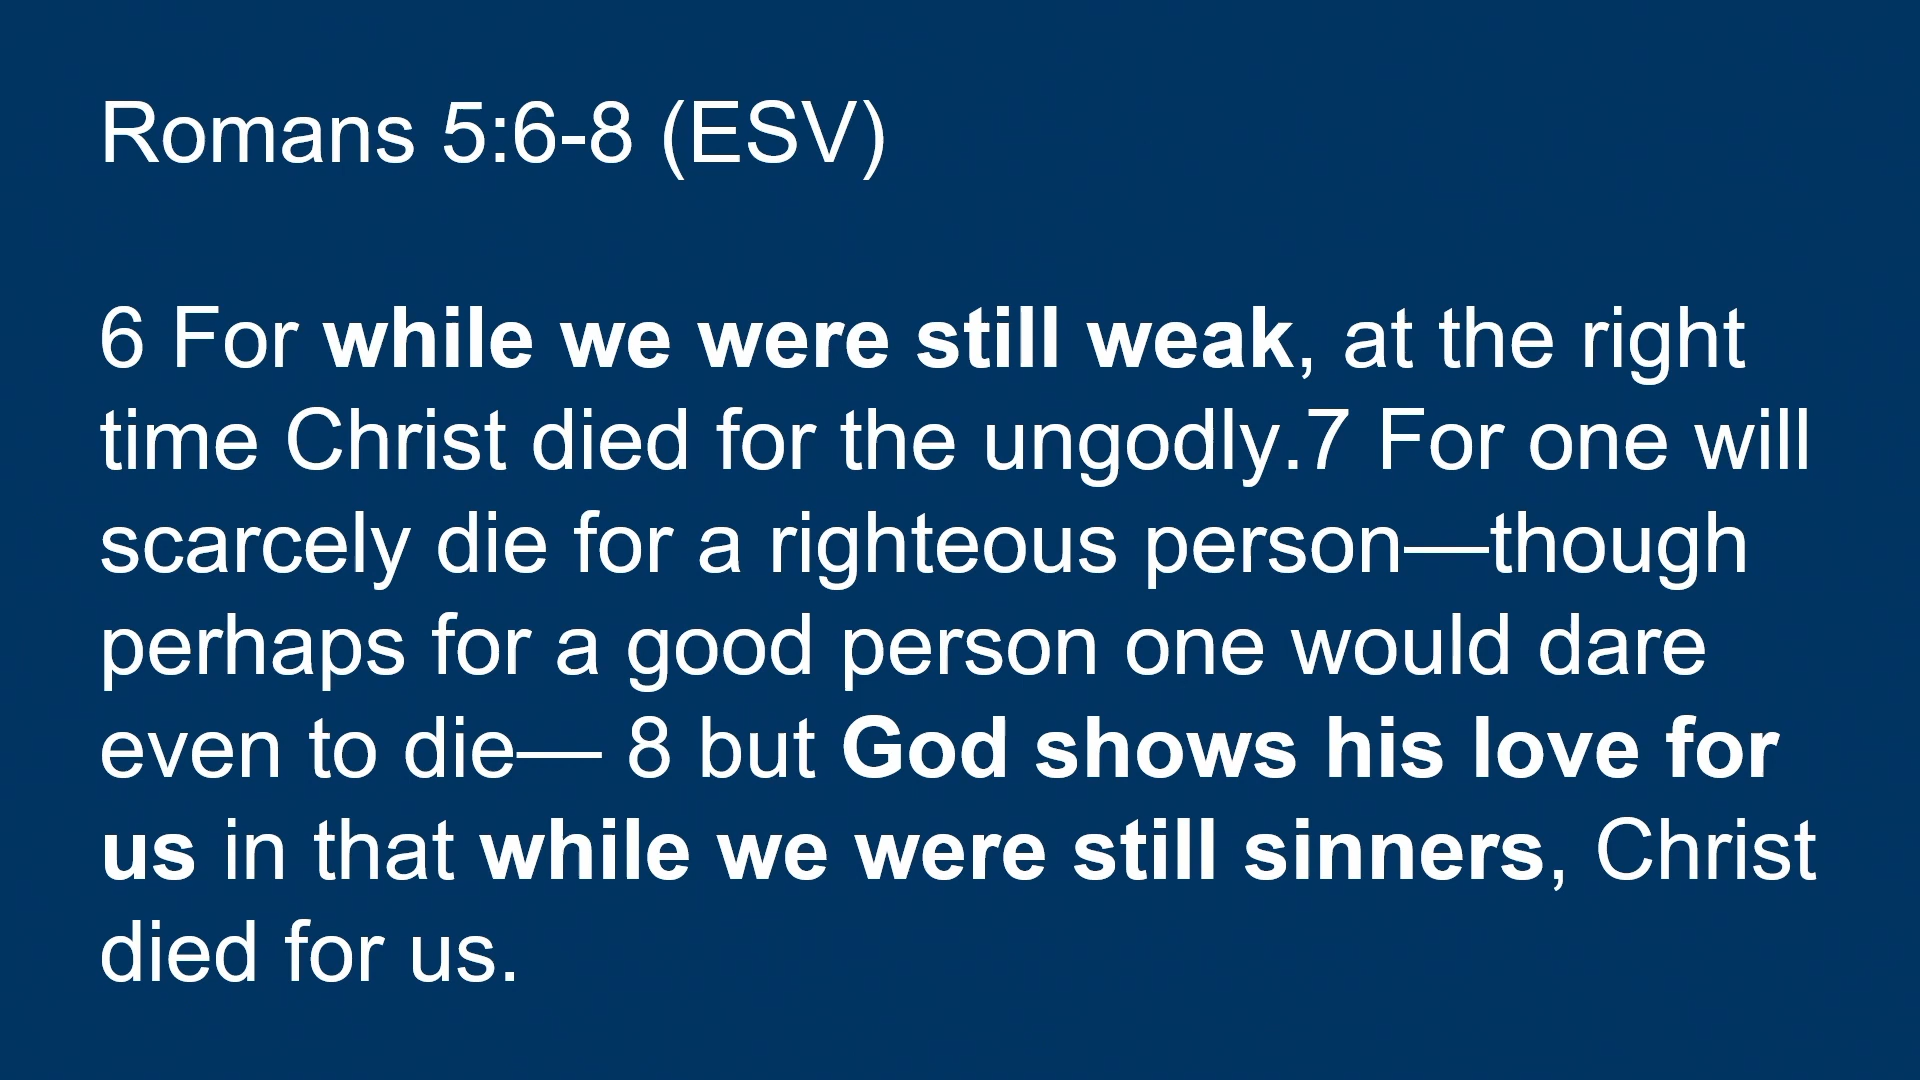 Romans 5:6-8 (ESV)
6 For while we were still weak, at the right
time Christ died for the ungodly.7 For one will
scarcely die for a righteous person—though
perhaps for a good person one would dare
even to die— 8 but God shows his love for
us in that while we were still sinners, Christ
died for us.